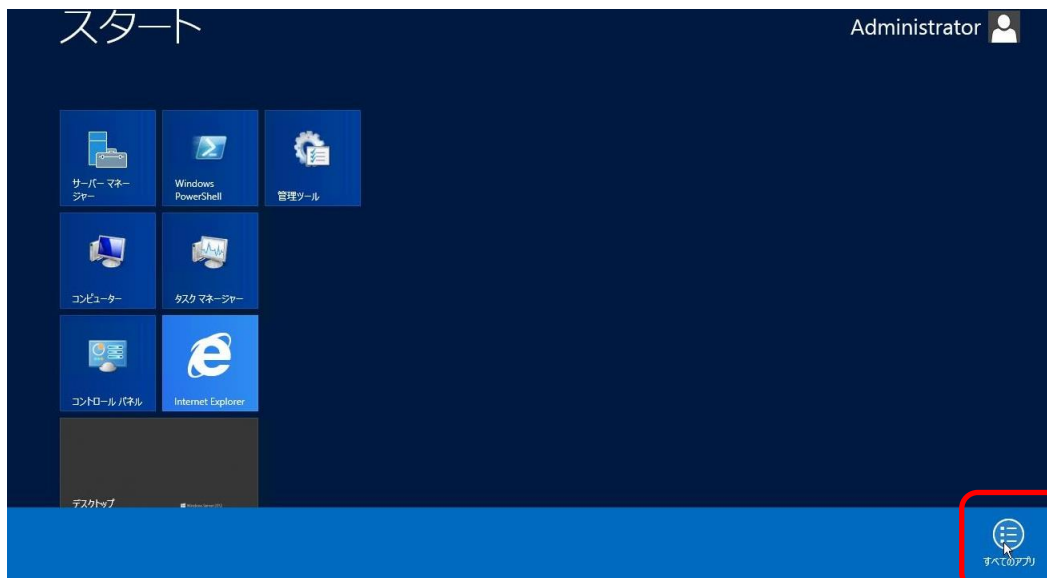 スタート
Administrator
サーバー マネー
ジャー
Windows
PowerShell
管理ツール
コンピューター
タスク マネージャー
コントロール パネル
Internet Explorer
デスクトップ
すべてのアプリ